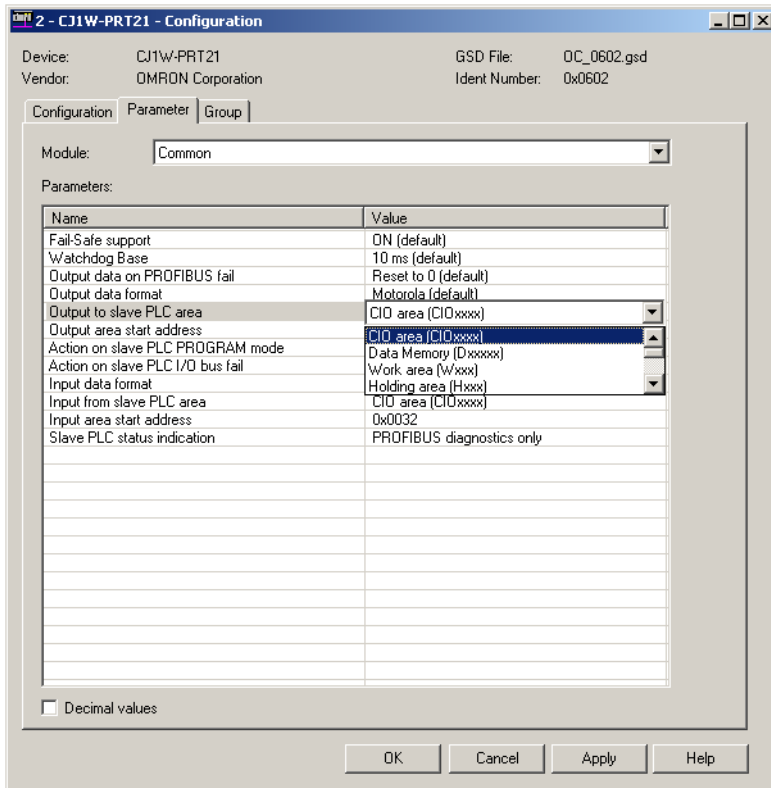 2 - CJ1W-PRT21 - Configuration
Device: CJ1W-PRT21 GSD File: OC_0602.gsd
Vendor: OMRON Corporation Ident Number: 0x0602
Configuration Parameter Group
Module: Common
Parameters:
Name Value
Fail-Safe support ON (default)
Watchdog Base 10 ms (default)
Output data on PROFIBUS fail Reset to 0 (default)
Output data format Motorola (default)
Output to slave PLC area CIO area (CIOxxxx)
Output area start address CIO area (CIOxxxx)
Action on slave PLC PROGRAM mode Data Memory (Dxxxxx)
Action on slave PLC I/O bus fail Work area (Wxxx)
Input data format Holding area (Hxxx)
Input from slave PLC area CIO area (CIOxxxx)
Input area start address 0x0032
Slave PLC status indication PROFIBUS diagnostics only
Decimal values
OK Cancel Apply Help